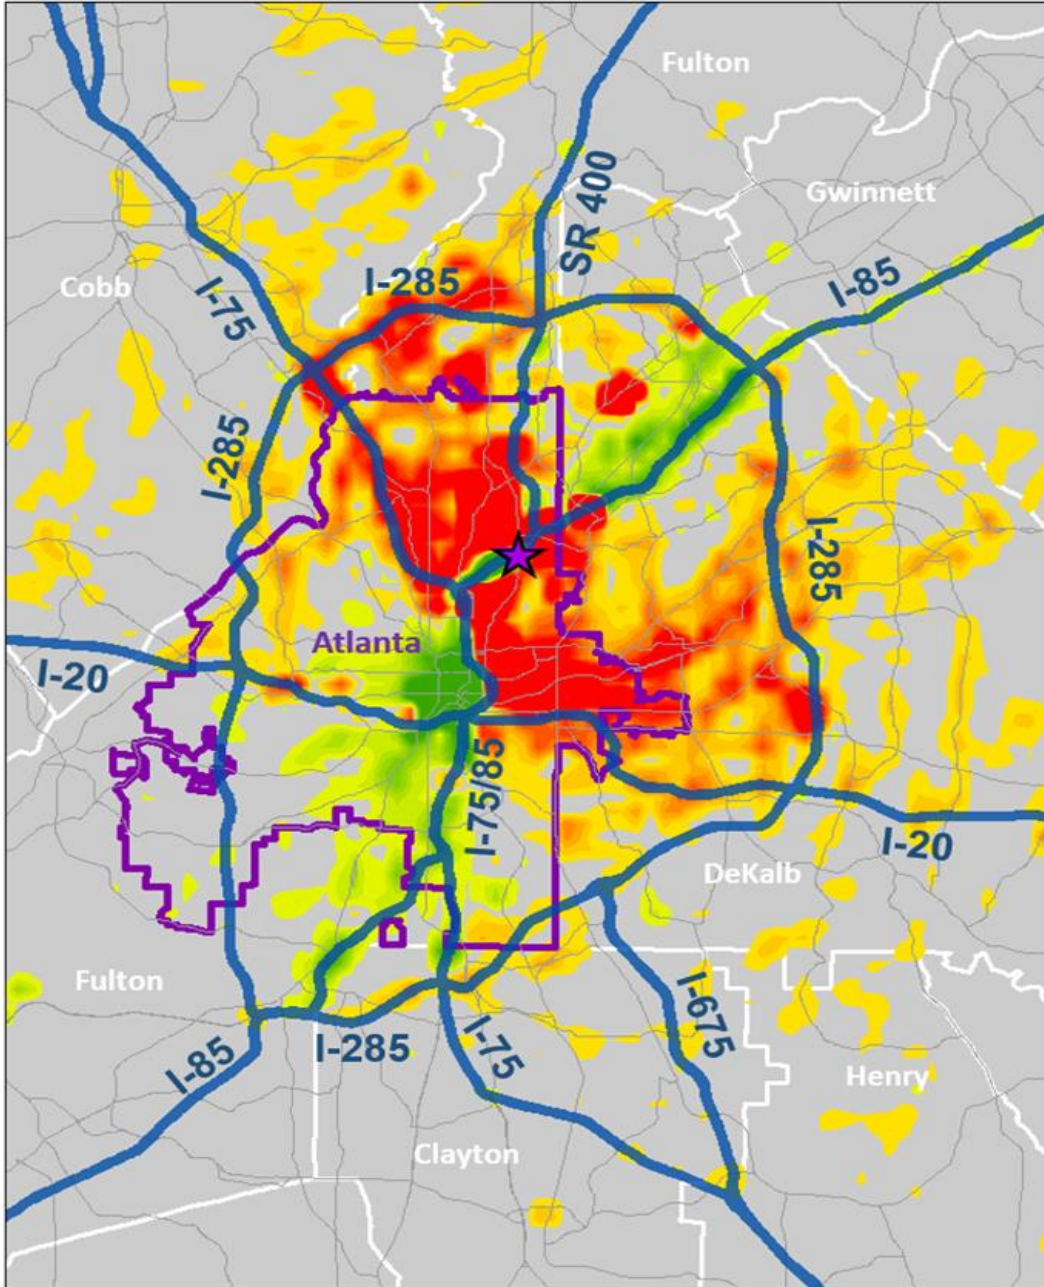 Fulton
SR 400
Gwinnett
I-285
I-85
Cobb
I-75
I-285
I-285
Atlanta
I-20
I-75/85
I-20
DeKalb
Fulton
I-675
I-85
I-285
I-75
Henry
Clayton